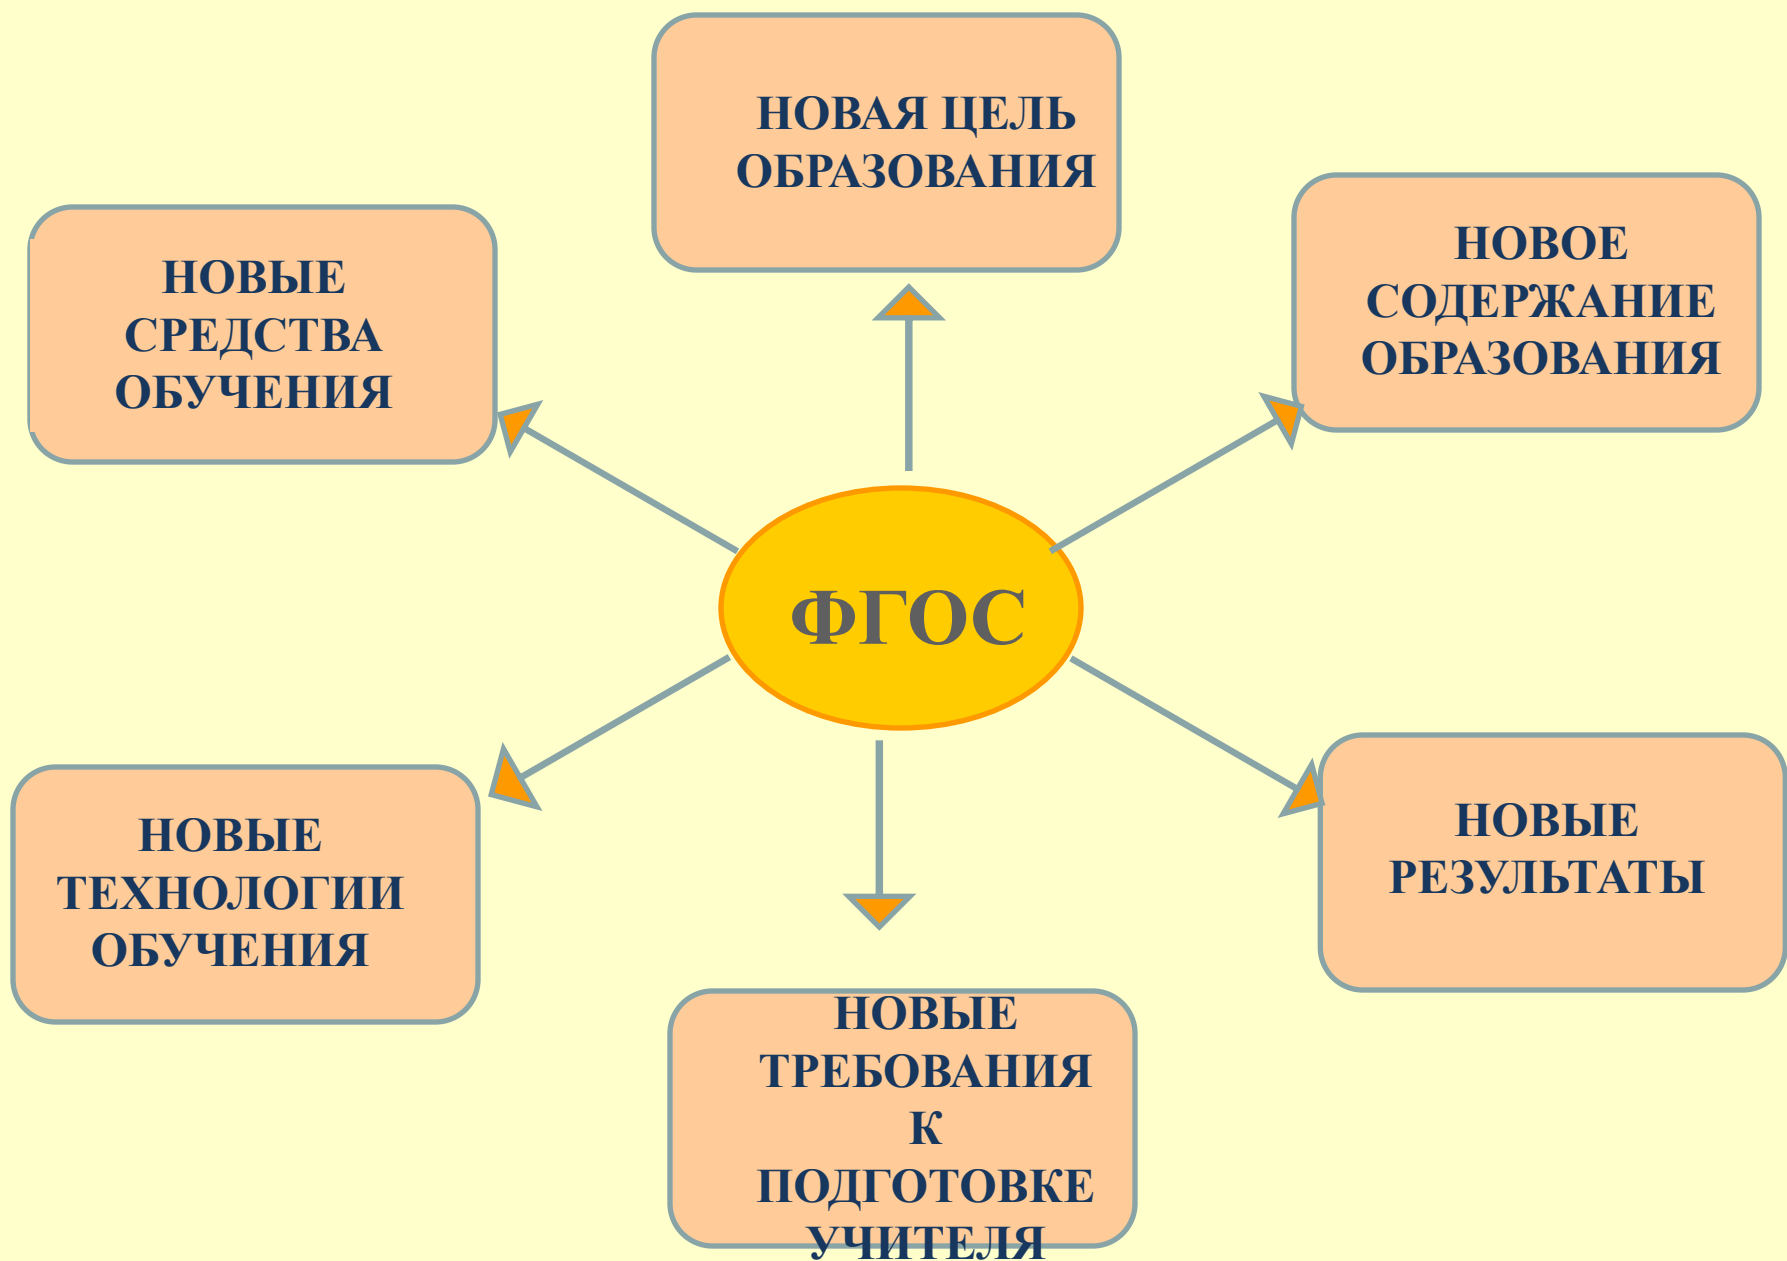 НОВАЯ ЦЕЛЬ
ОБРАЗОВАНИЯ
НОВЫЕ
СРЕДСТВА
ОБУЧЕНИЯ
НОВОЕ
СОДЕРЖАНИЕ
ОБРАЗОВАНИЯ
ФГОС
НОВЫЕ
ТЕХНОЛОГИИ
ОБУЧЕНИЯ
НОВЫЕ
РЕЗУЛЬТАТЫ
НОВЫЕ
ТРЕБОВАНИЯ
К
ПОДГОТОВКЕ
УЧИТЕЛЯ